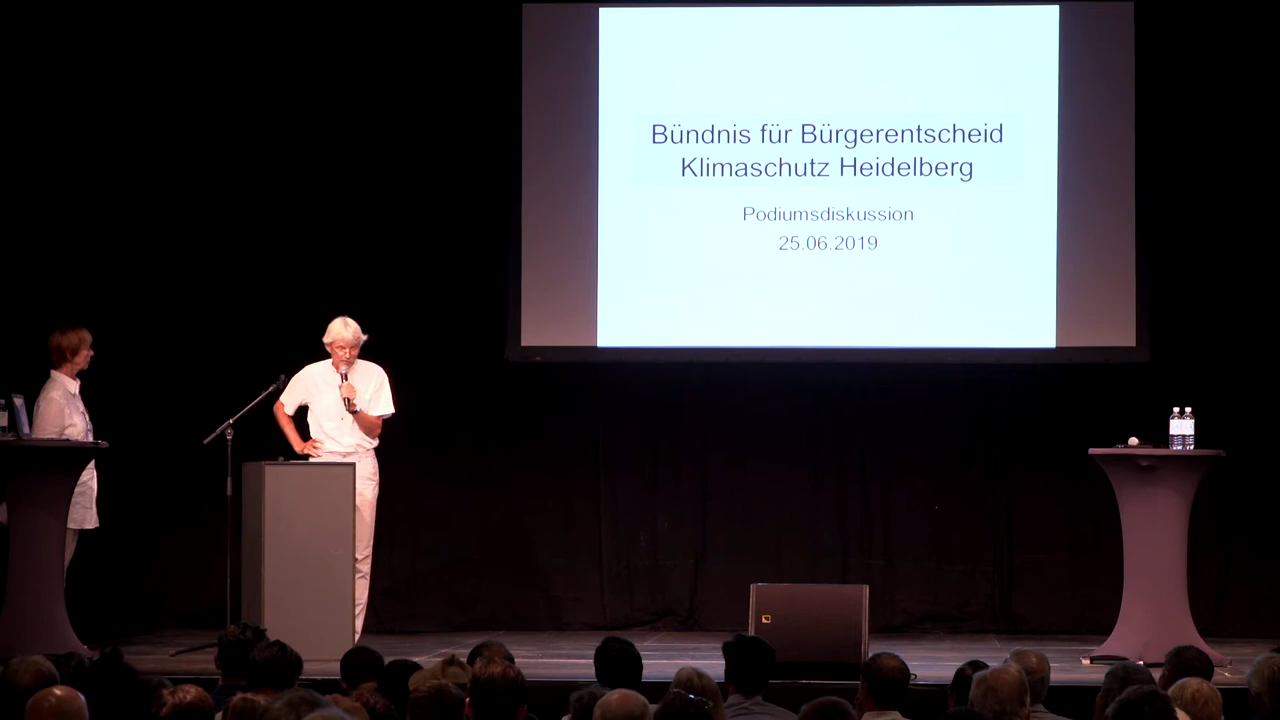 Bündnis für Bürgerentscheid
Klimaschutz Heidelberg
Podiumsdiskussion
25.06.2019